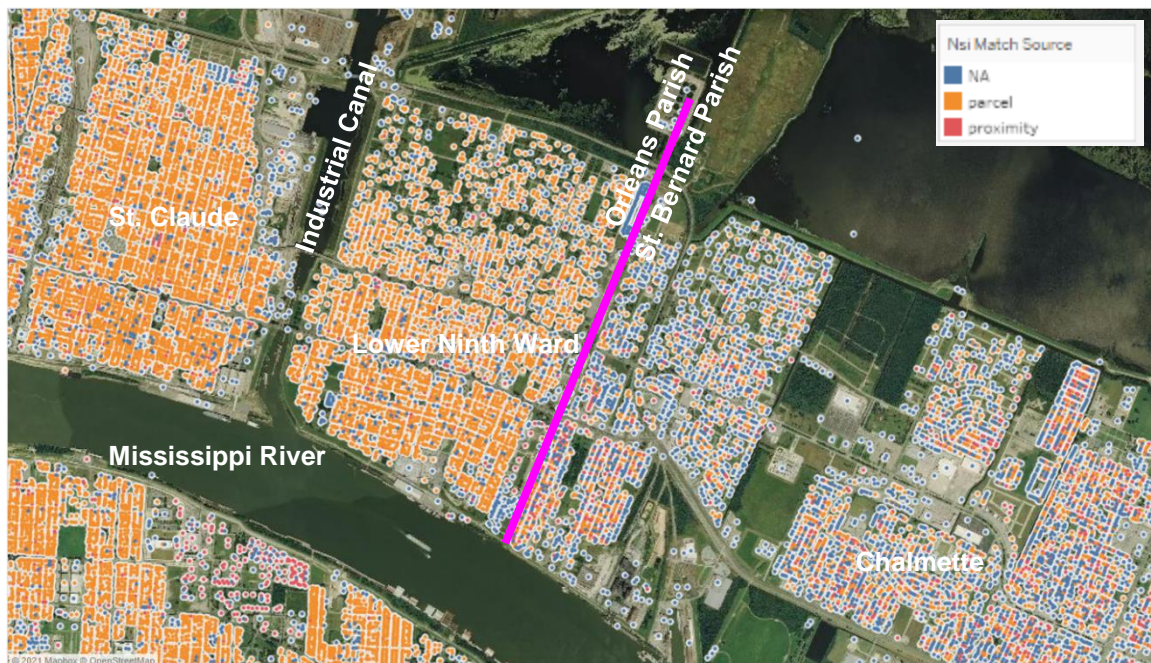 Nsi Match Source
NA
parcel
proximity
Orleans Parish
St. Bernard Parish
Industrial Canal
St. Claude
Lower Ninth Ward
Mississippi River
Chalmette
© 2021 Mapbox © OpenStreetMap